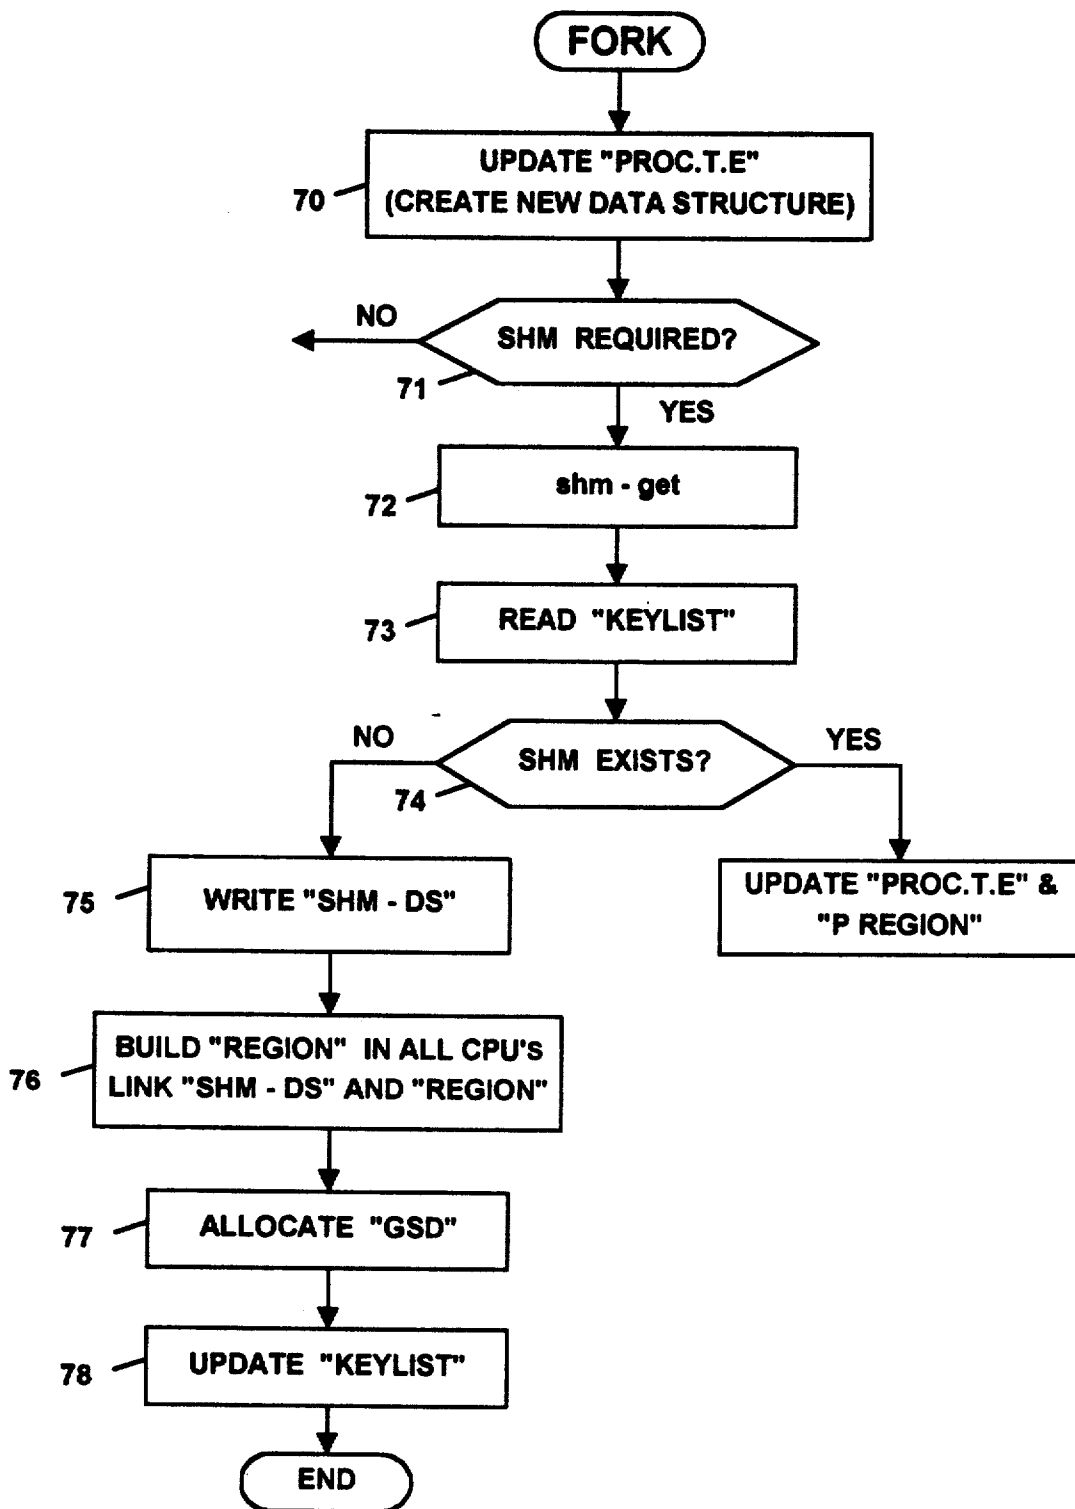 FORK
UPDATE "PROC.T.E"
(CREATE NEW DATA STRUCTURE)
70
NO
SHM REQUIRED?
71
YES
shm - get
72
READ "KEYLIST"
73
NO
SHM EXISTS?
YES
74
WRITE "SHM - DS"
75
UPDATE "PROC.T.E" &
"P REGION"
BUILD "REGION" IN ALL CPU's
LINK "SHM - DS" AND "REGION"
76
ALLOCATE "GSD"
77
UPDATE "KEYLIST"
78
END